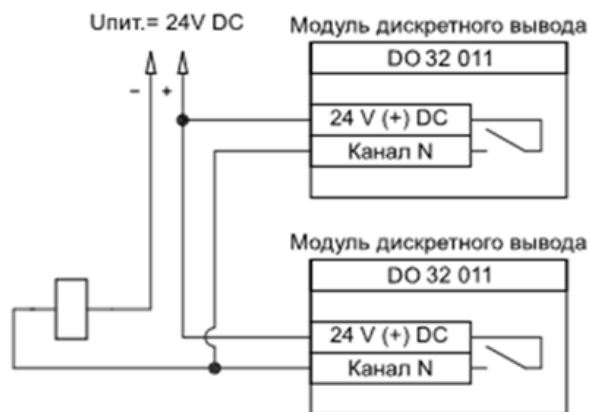 Uпит.= 24V DC
Модуль дискретного вывода
DO 32 011
− +
24 V (+) DC
Канал N
Модуль дискретного вывода
DO 32 011
24 V (+) DC
Канал N